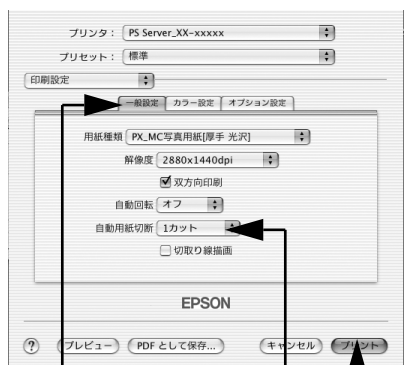 プリンタ： PS Server_XX-xxxxx
プリセット： 標準
印刷設定
一般設定 カラー設定 オプション設定
用紙種類 PX_MC写真用紙[厚手 光沢]
解像度 2880x1440dpi
双方向印刷
自動回転 オフ
自動用紙切断 1カット
切取り線描画
EPSON
? プレビュー PDF として保存... キャンセル プリント